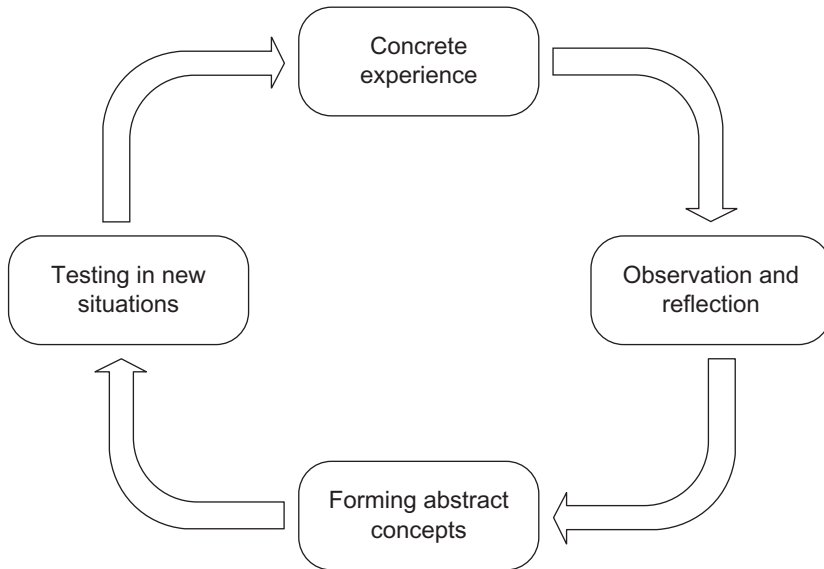 Concrete
experience
Testing in new
situations
Observation and
reflection
Forming abstract
concepts